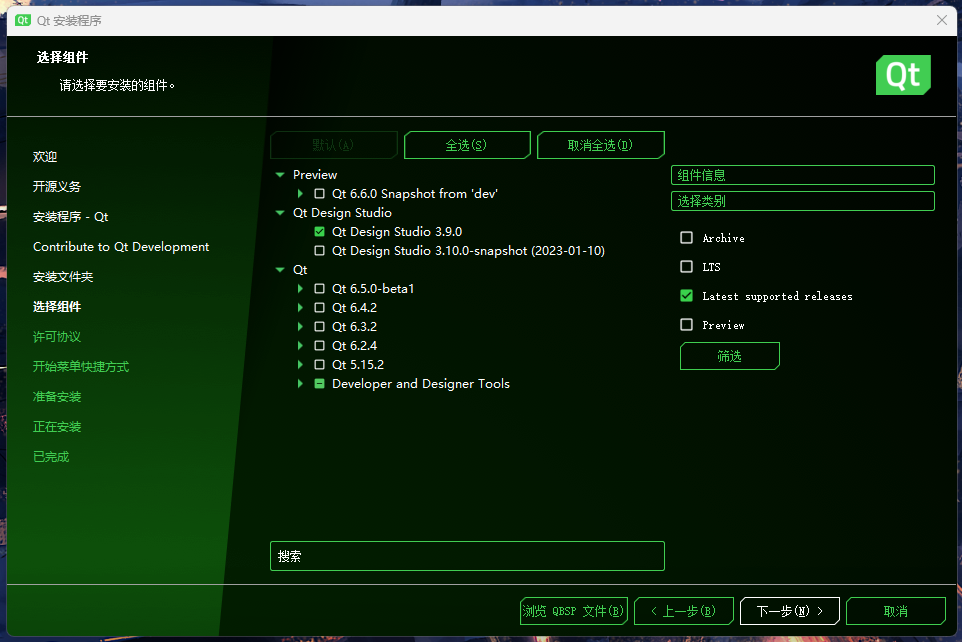 Qt Qt 安装程序
选择组件
请选择要安装的组件。
Qt
欢迎
开源义务
安装程序 - Qt
Contribute to Qt Development
安装文件夹
选择组件
许可协议
开始菜单快捷方式
准备安装
正在安装
已完成
默认(A) 全选(S) 取消全选(D)
Preview
Qt 6.6.0 Snapshot from 'dev'
Qt Design Studio
Qt Design Studio 3.9.0
Qt Design Studio 3.10.0-snapshot (2023-01-10)
Qt
Qt 6.5.0-beta1
Qt 6.4.2
Qt 6.3.2
Qt 6.2.4
Qt 5.15.2
Developer and Designer Tools
搜索
组件信息
选择类别
Archive
LTS
Latest supported releases
Preview
筛选
浏览 QBSP 文件(B) < 上一步(B) 下一步(N) > 取消